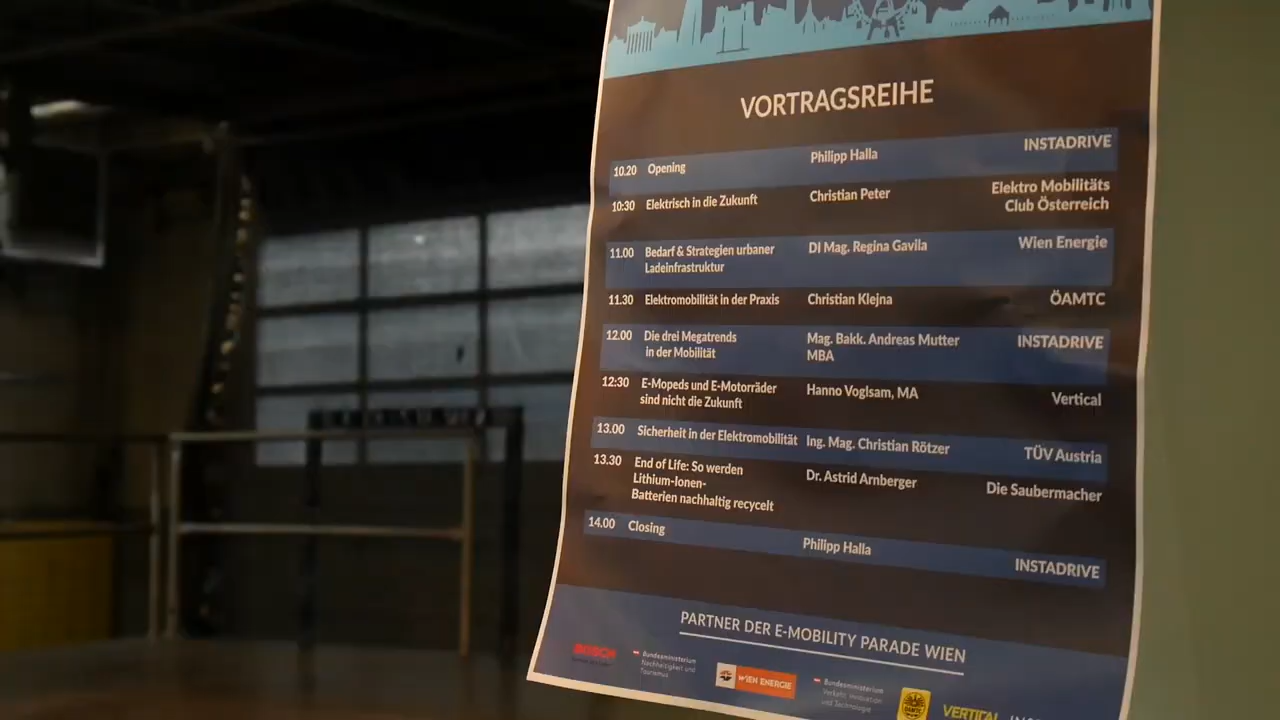 VORTRAGSREIHE
10.20 Opening Philipp Halla INSTADRIVE
10:30 Elektrisch in die Zukunft Christian Peter Elektro Mobilitäts
Club Österreich
11.00 Bedarf & Strategien urbaner DI Mag. Regina Gavila Wien Energie
Ladeinfrastruktur
11.30 Elektromobilität in der Praxis Christian Klejna ÖAMTC
12.00 Die drei Megatrends Mag. Bakk. Andreas Mutter INSTADRIVE
in der Mobilität MBA
12:30 E-Mopeds und E-Motorräder Hanno Voglsam, MA Vertical
sind nicht die Zukunft
13.00 Sicherheit in der Elektromobilität Ing. Mag. Christian Rötzer TÜV Austria
13.30 End of Life: So werden Dr. Astrid Arnberger Die Saubermacher
Lithium-Ionen-
Batterien nachhaltig recycelt
14.00 Closing Philipp Halla INSTADRIVE
PARTNER DER E-MOBILITY PARADE WIEN
BOSCH
Bundesministerium
Nachhaltigkeit und
Tourismus
WIEN ENERGIE
Bundesministerium
Verkehr, Innovation
und Technologie
ÖAMTC
VERTICAL